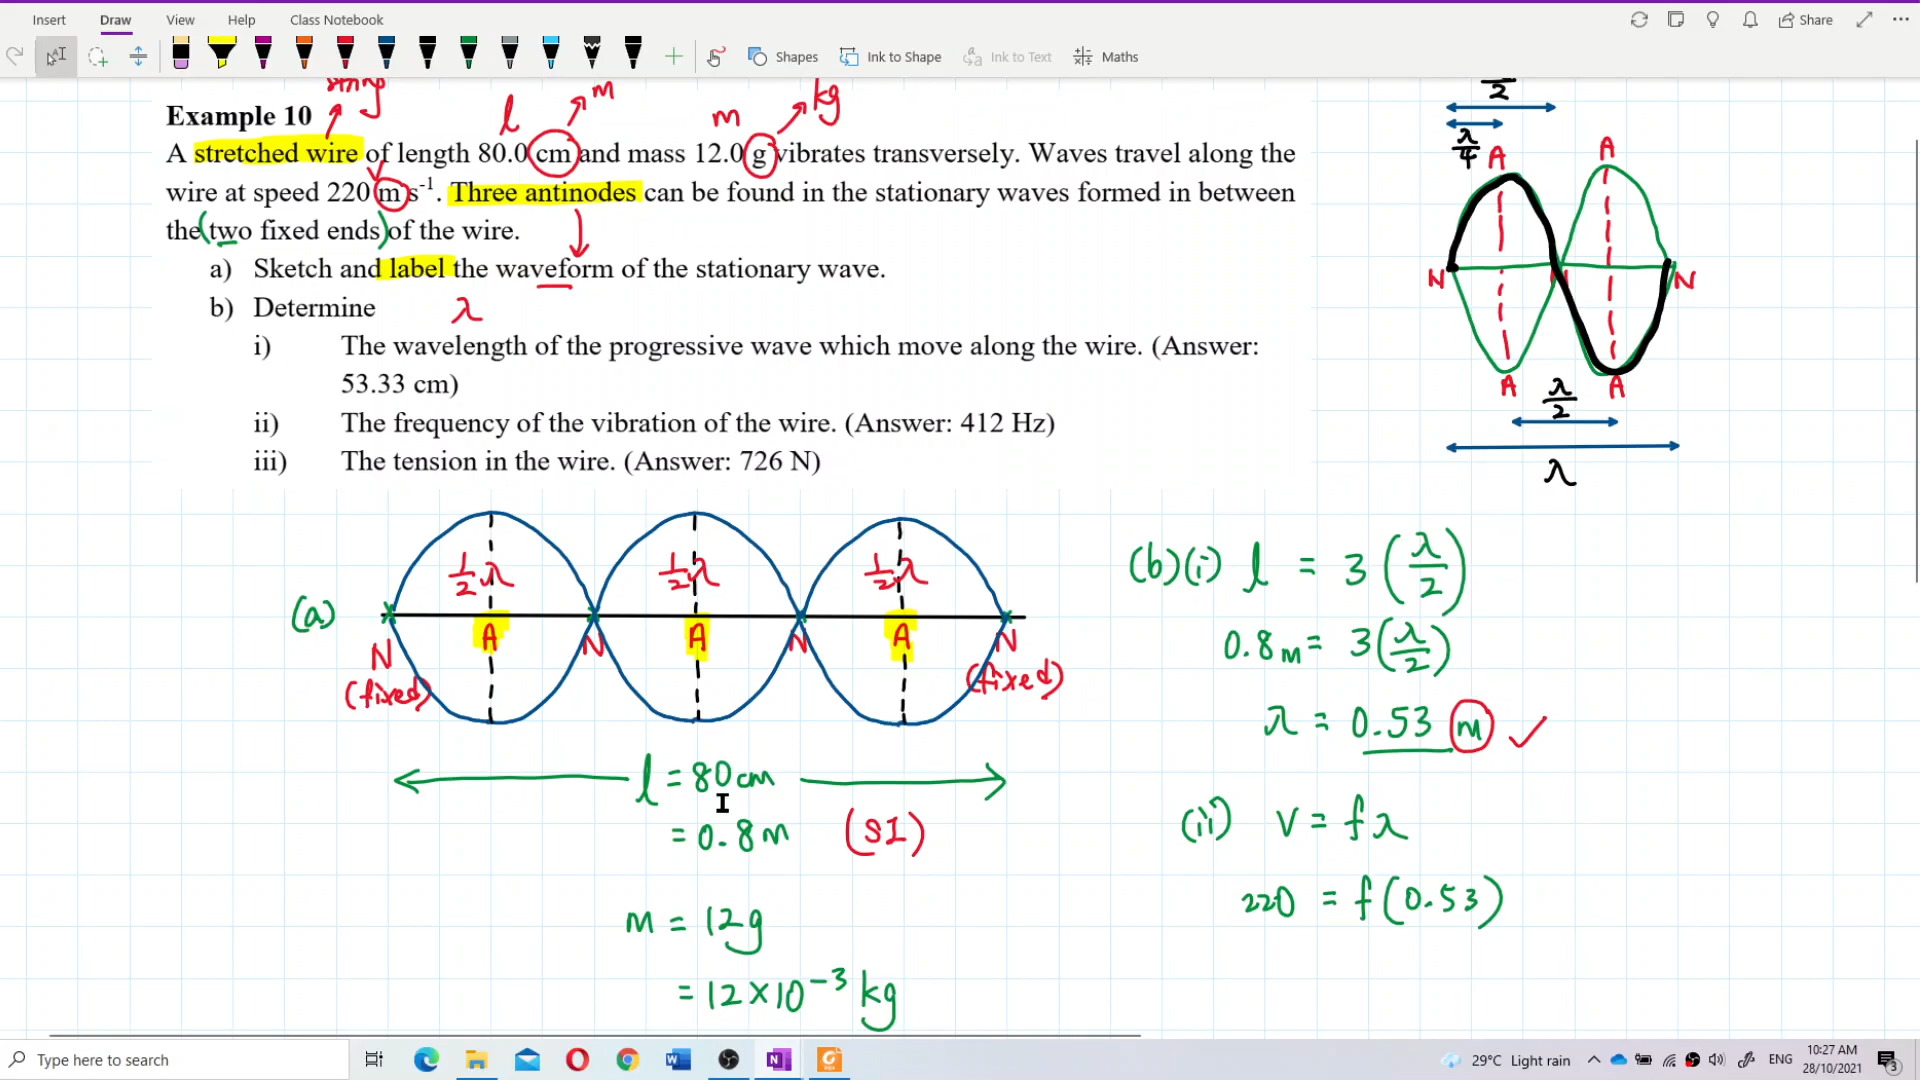 Insert Draw View Help Class Notebook
Share
Shapes Ink to Shape Ink to Text Maths
string
l m m kg
Example 10
A stretched wire of length 80.0 cm and mass 12.0 g vibrates transversely. Waves travel along the
v
wire at speed 220 m s-1. Three antinodes can be found in the stationary waves formed in between
the (two fixed ends) of the wire.
a) Sketch and label the waveform of the stationary wave.
b) Determine
λ
i) The wavelength of the progressive wave which move along the wire. (Answer:
53.33 cm)
ii) The frequency of the vibration of the wire. (Answer: 412 Hz)
iii) The tension in the wire. (Answer: 726 N)
2
λ/4
A A
N N N
A A
λ/2
λ
(a)
½λ ½λ ½λ
N A N A N A N
(fixed) (fixed)
l = 80cm
= 0.8m (SI)
m = 12g
= 12×10⁻³ kg
(b)(i) l = 3(λ/2)
0.8m = 3(λ/2)
λ = 0.53 m ✓
(ii) v = fλ
220 = f(0.53)
Type here to search
29°C Light rain
ENG
10:27 AM
28/10/2021
3